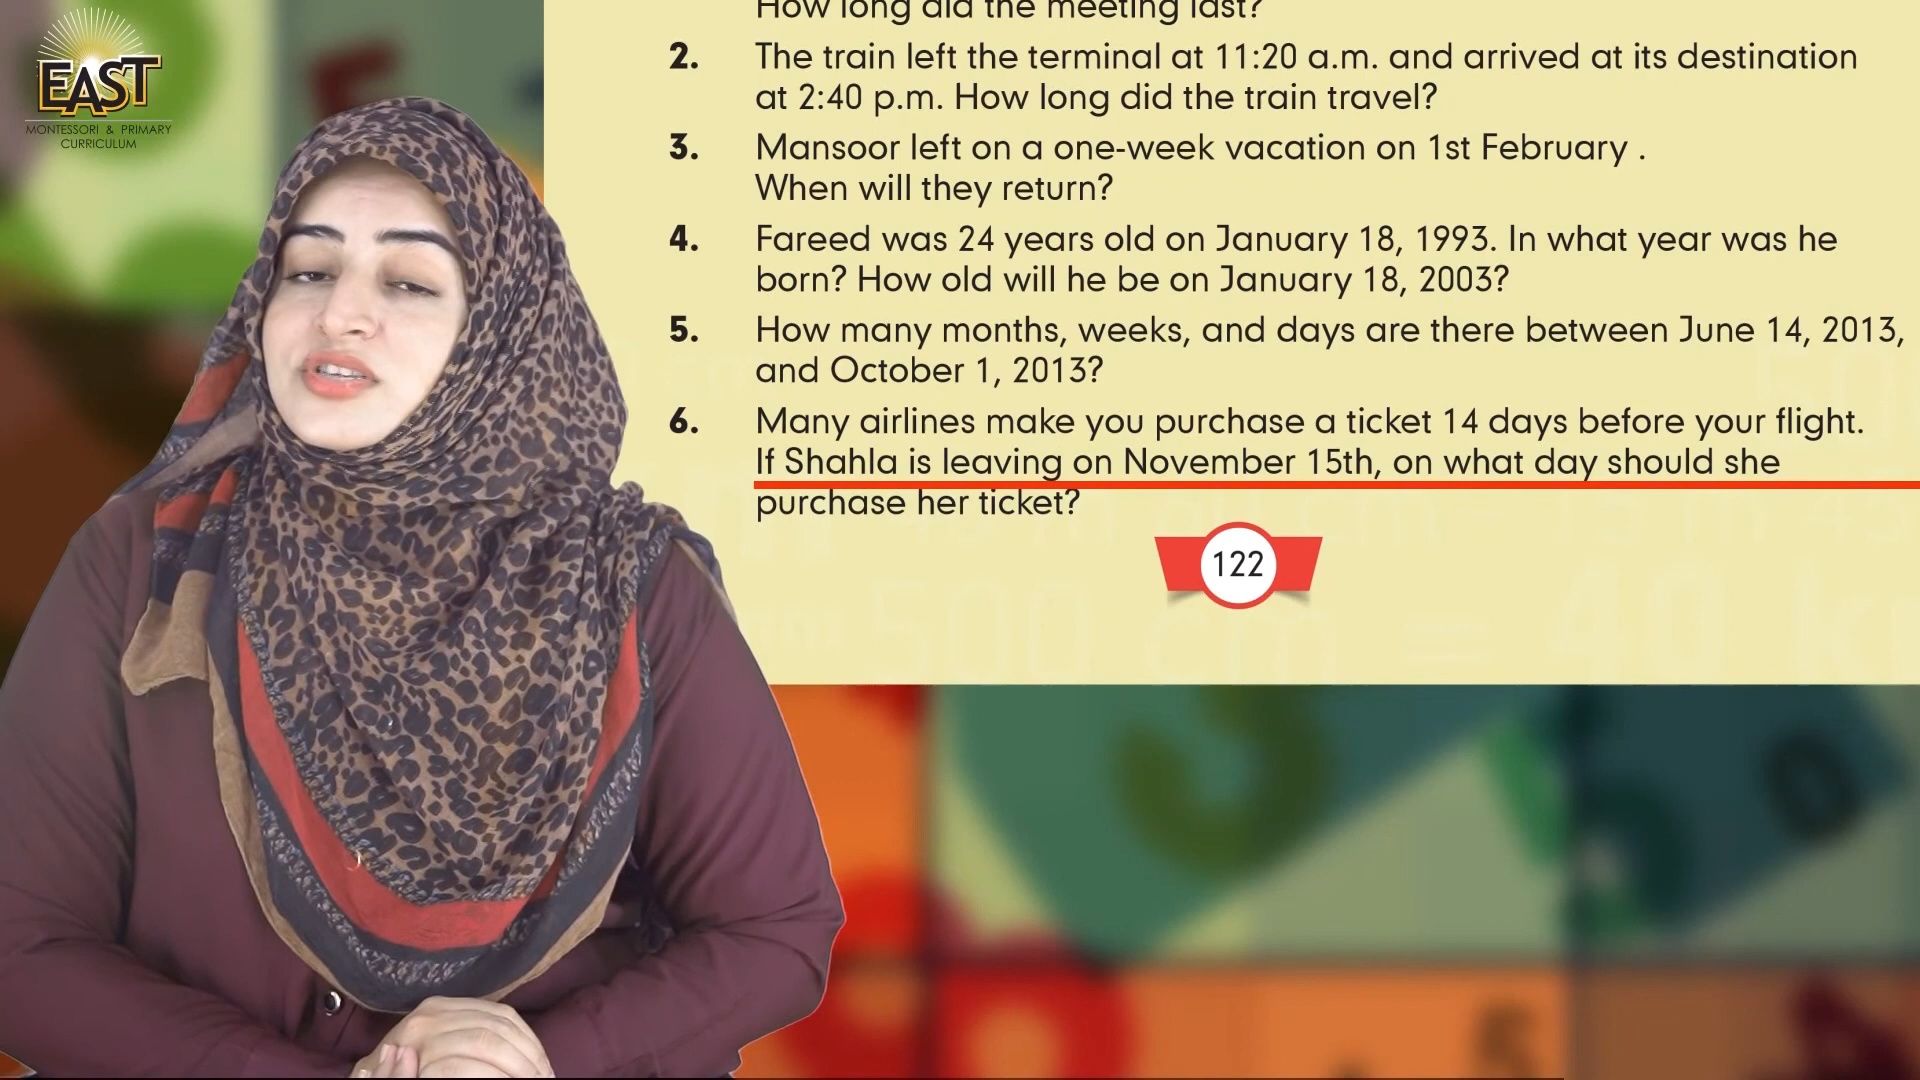 EAST
MONTESSORI & PRIMARY
CURRICULUM
How long did the meeting last?
2. The train left the terminal at 11:20 a.m. and arrived at its destination
at 2:40 p.m. How long did the train travel?
3. Mansoor left on a one-week vacation on 1st February .
When will they return?
4. Fareed was 24 years old on January 18, 1993. In what year was he
born? How old will he be on January 18, 2003?
5. How many months, weeks, and days are there between June 14, 2013,
and October 1, 2013?
6. Many airlines make you purchase a ticket 14 days before your flight.
If Shahla is leaving on November 15th, on what day should she
purchase her ticket?
122
500 cm =